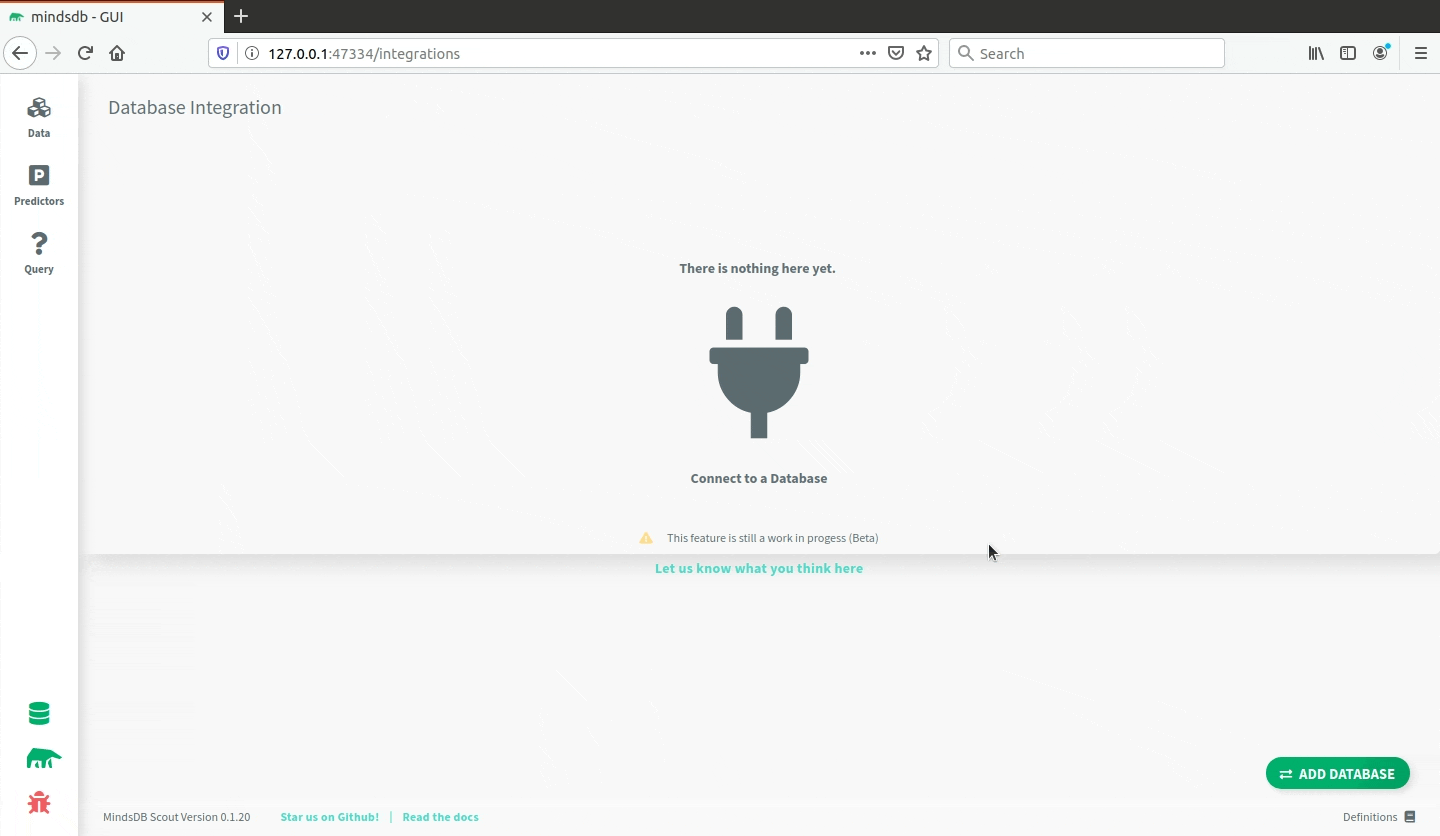 mindsdb - GUI
127.0.0.1:47334/integrations
Search
Database Integration
Data
P
Predictors
?
Query
There is nothing here yet.
Connect to a Database
This feature is still a work in progess (Beta)
Let us know what you think here
ADD DATABASE
MindsDB Scout Version 0.1.20
Star us on Github! | Read the docs
Definitions